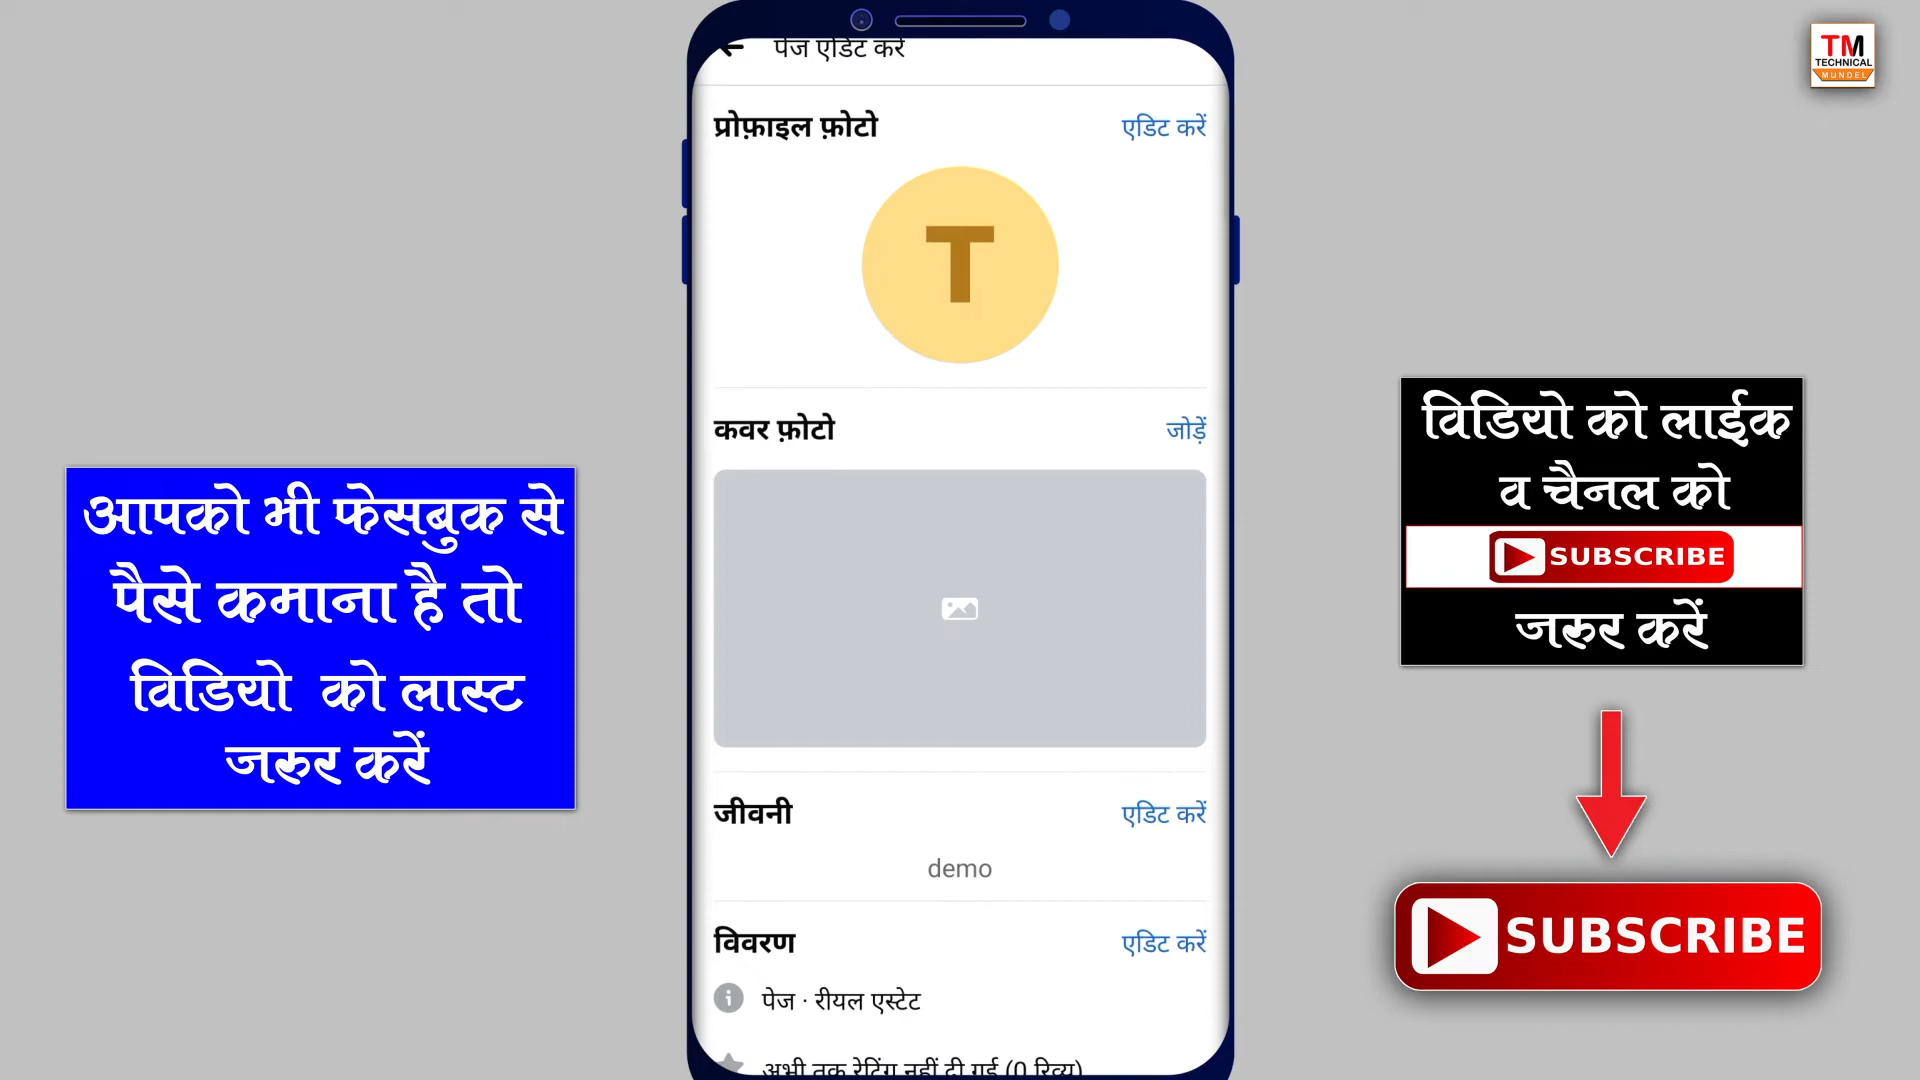 पेज एडिट करें
प्रोफ़ाइल फ़ोटो
एडिट करें
T
कवर फ़ोटो
जोड़ें
जीवनी
एडिट करें
demo
विवरण
एडिट करें
पेज · रीयल एस्टेट
अभी तक रेटिंग नहीं दी गई (0 रिव्यू)
आपको भी फेसबुक से
पैसे कमाना है तो
विडियो को लास्ट
जरुर करें
TM
TECHNICAL
MUNDEL
विडियो को लाईक
व चैनल को
SUBSCRIBE
जरुर करें
SUBSCRIBE